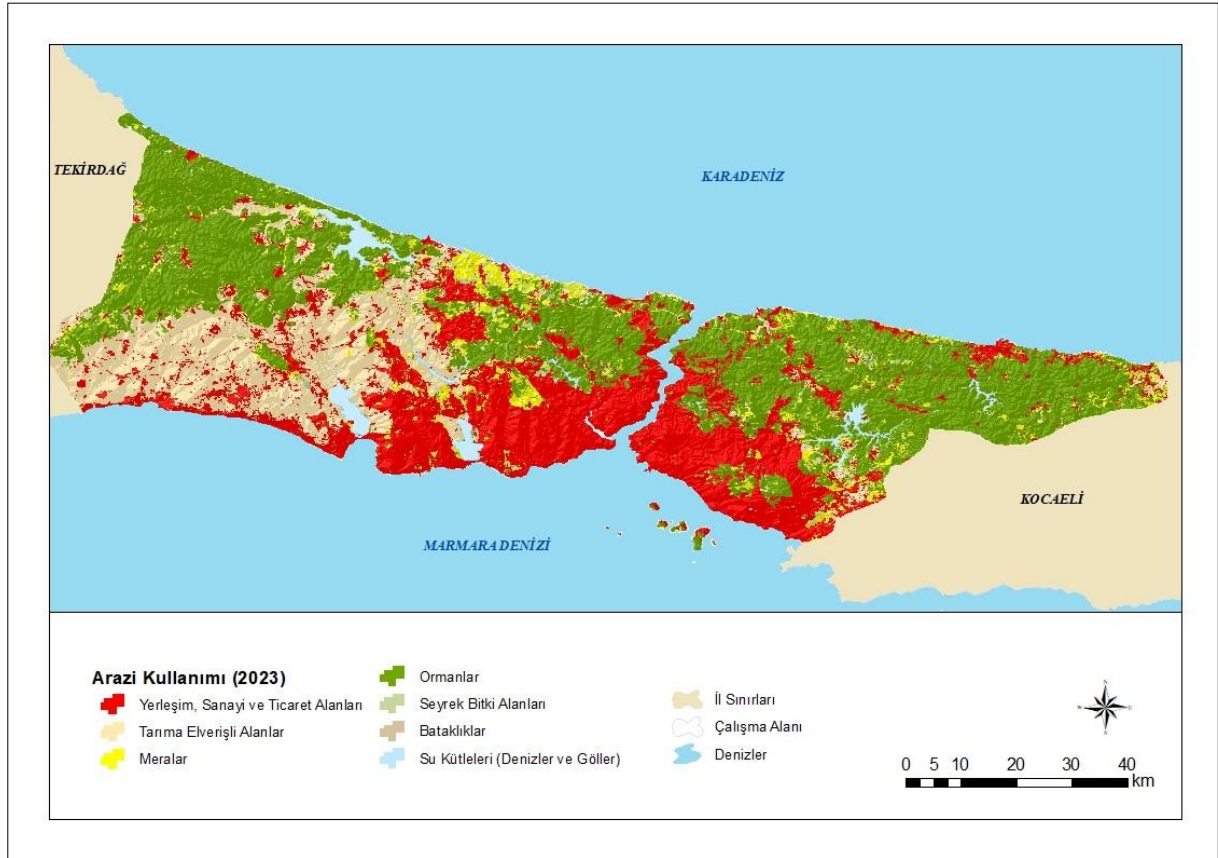 TEKİRDAĞ
KARADENİZ
KOCAELİ
MARMARA DENİZİ
Arazi Kullanımı (2023)
Yerleşim, Sanayi ve Ticaret Alanları
Tarıma Elverişli Alanlar
Meralar
Ormanlar
Seyrek Bitki Alanları
Bataklıklar
Su Kütleleri (Denizler ve Göller)
İl Sınırları
Çalışma Alanı
Denizler
N
W E
S
0 5 10 20 30 40
km